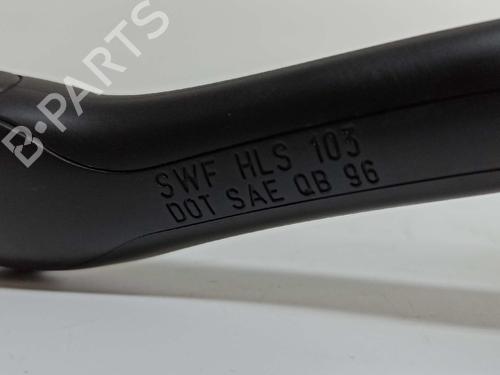 B-PARTS
SWF HLS 103
DOT SAE QB 96